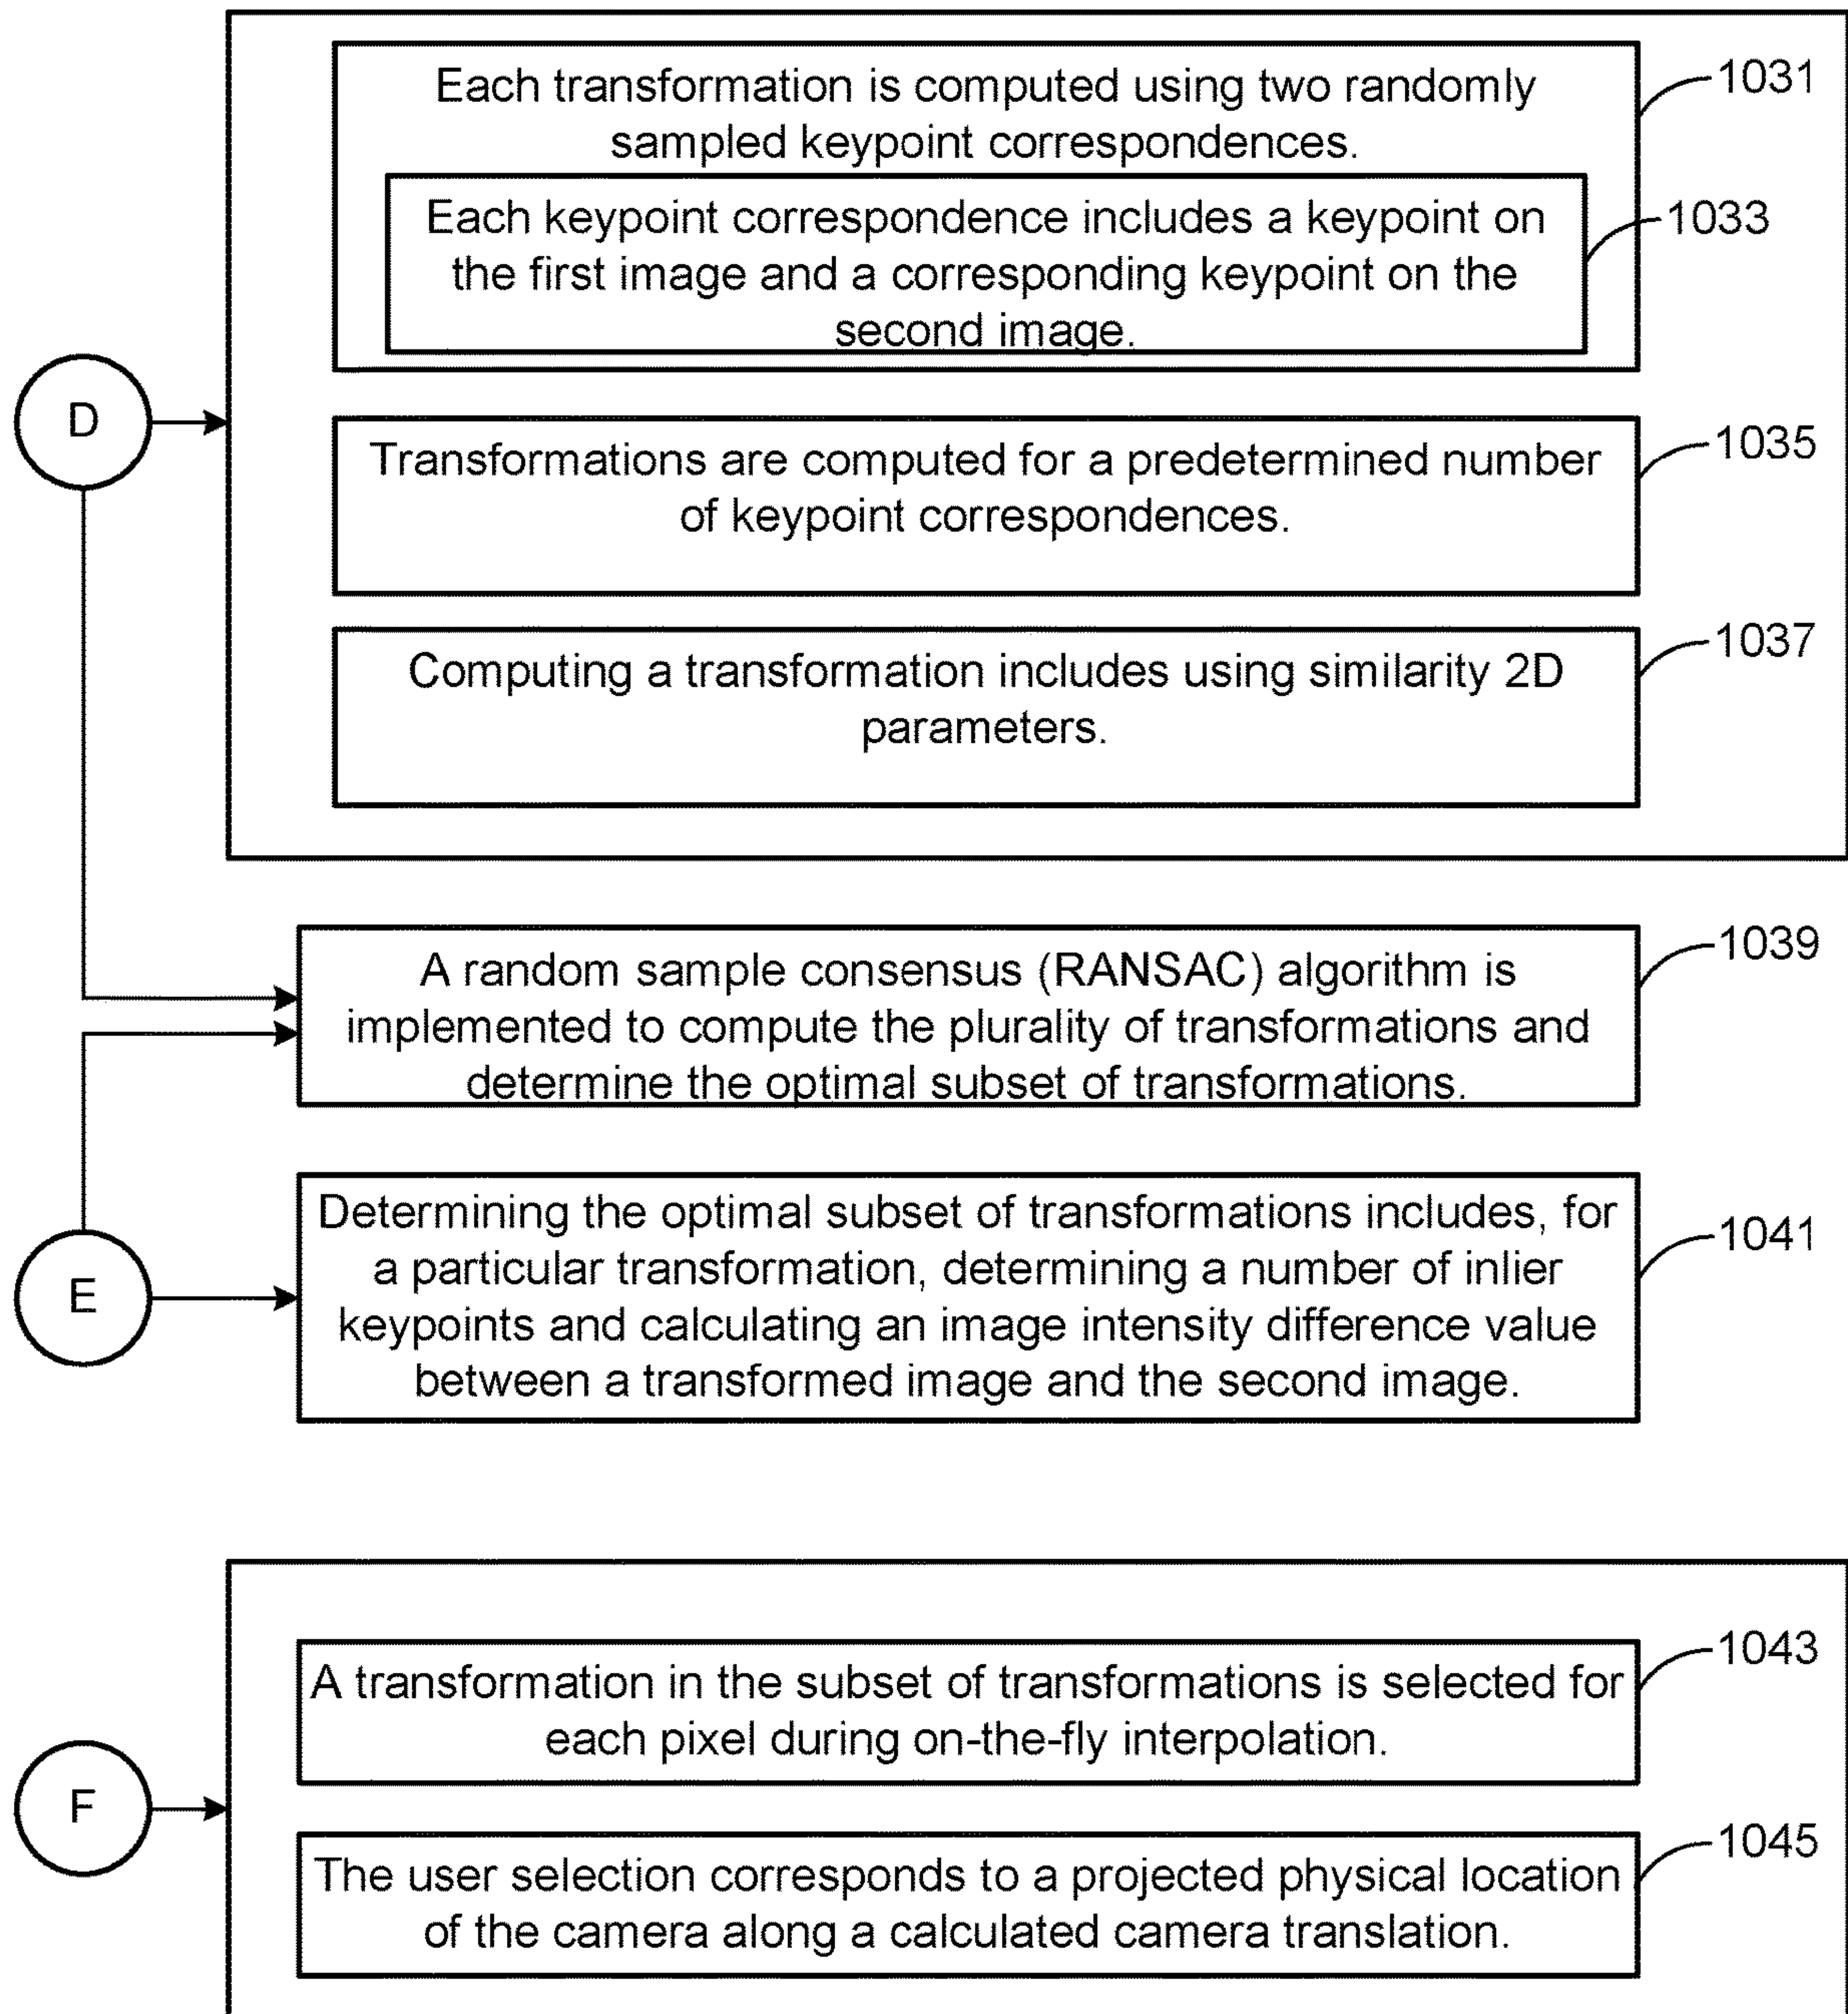 Each transformation is computed using two randomly
sampled keypoint correspondences.
1031
Each keypoint correspondence includes a keypoint on
the first image and a corresponding keypoint on the
second image.
1033
D
Transformations are computed for a predetermined number
of keypoint correspondences.
1035
Computing a transformation includes using similarity 2D
parameters.
1037
A random sample consensus (RANSAC) algorithm is
implemented to compute the plurality of transformations and
determine the optimal subset of transformations.
1039
E
Determining the optimal subset of transformations includes, for
a particular transformation, determining a number of inlier
keypoints and calculating an image intensity difference value
between a transformed image and the second image.
1041
F
A transformation in the subset of transformations is selected for
each pixel during on-the-fly interpolation.
1043
The user selection corresponds to a projected physical location
of the camera along a calculated camera translation.
1045